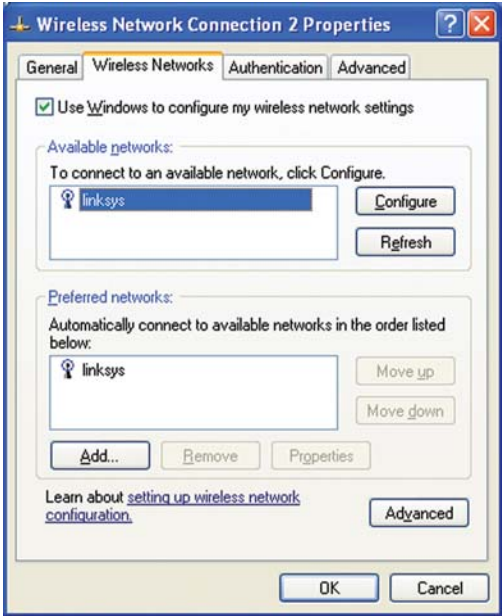 Wireless Network Connection 2 Properties
General Wireless Networks Authentication Advanced
Use Windows to configure my wireless network settings
Available networks:
To connect to an available network, click Configure.
linksys
Configure
Refresh
Preferred networks:
Automatically connect to available networks in the order listed
below:
linksys
Move up
Move down
Add... Remove Properties
Learn about setting up wireless network
configuration.
Advanced
OK Cancel